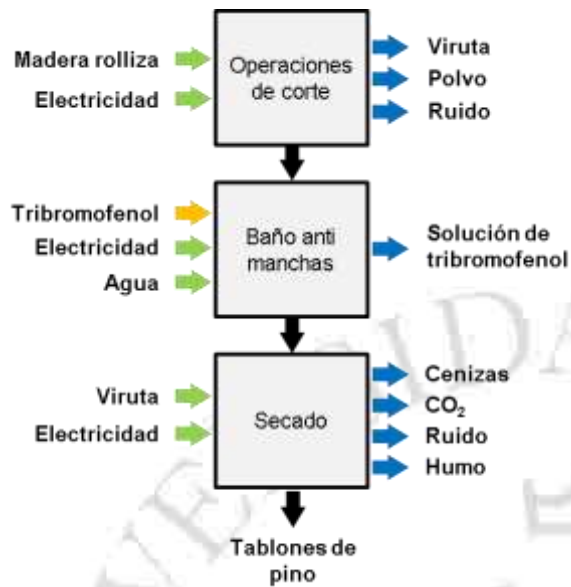 Madera rolliza
Electricidad
Operaciones
de corte
Viruta
Polvo
Ruido
Tribromofenol
Electricidad
Agua
Baño anti
manchas
Solución de
tribromofenol
Viruta
Electricidad
Secado
Cenizas
CO₂
Ruido
Humo
Tablones de
pino